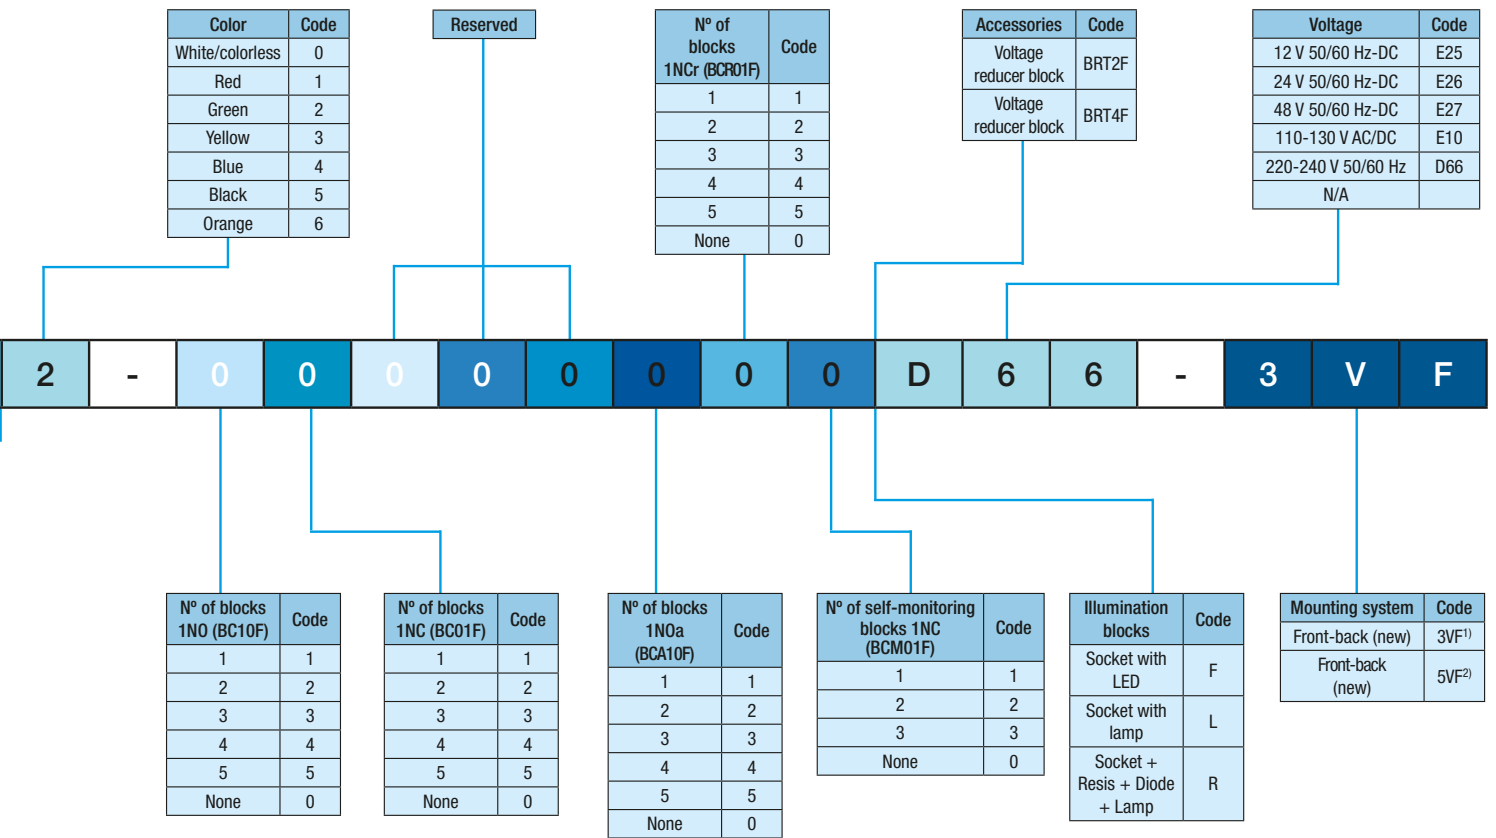 Color Code
White/colorless 0
Red 1
Green 2
Yellow 3
Blue 4
Black 5
Orange 6
Reserved
Nº of
blocks
1NCr (BCR01F)
Code
1 1
2 2
3 3
4 4
5 5
None 0
Accessories Code
Voltage
reducer block
BRT2F
Voltage
reducer block
BRT4F
Voltage Code
12 V 50/60 Hz-DC E25
24 V 50/60 Hz-DC E26
48 V 50/60 Hz-DC E27
110-130 V AC/DC E10
220-240 V 50/60 Hz D66
N/A
2 - 0 0 0 0 0 0 0 0 D 6 6 - 3 V F
Nº of blocks
1NO (BC10F)
Code
1 1
2 2
3 3
4 4
5 5
None 0
Nº of blocks
1NC (BC01F)
Code
1 1
2 2
3 3
4 4
5 5
None 0
Nº of blocks
1NOa
(BCA10F)
Code
1 1
2 2
3 3
4 4
5 5
None 0
Nº of self-monitoring
blocks 1NC
(BCM01F)
Code
1 1
2 2
3 3
None 0
Illumination
blocks
Code
Socket with
LED
F
Socket with
lamp
L
Socket +
Resis + Diode
+ Lamp
R
Mounting system Code
Front-back (new) 3VF1)
Front-back
(new)
5VF2)